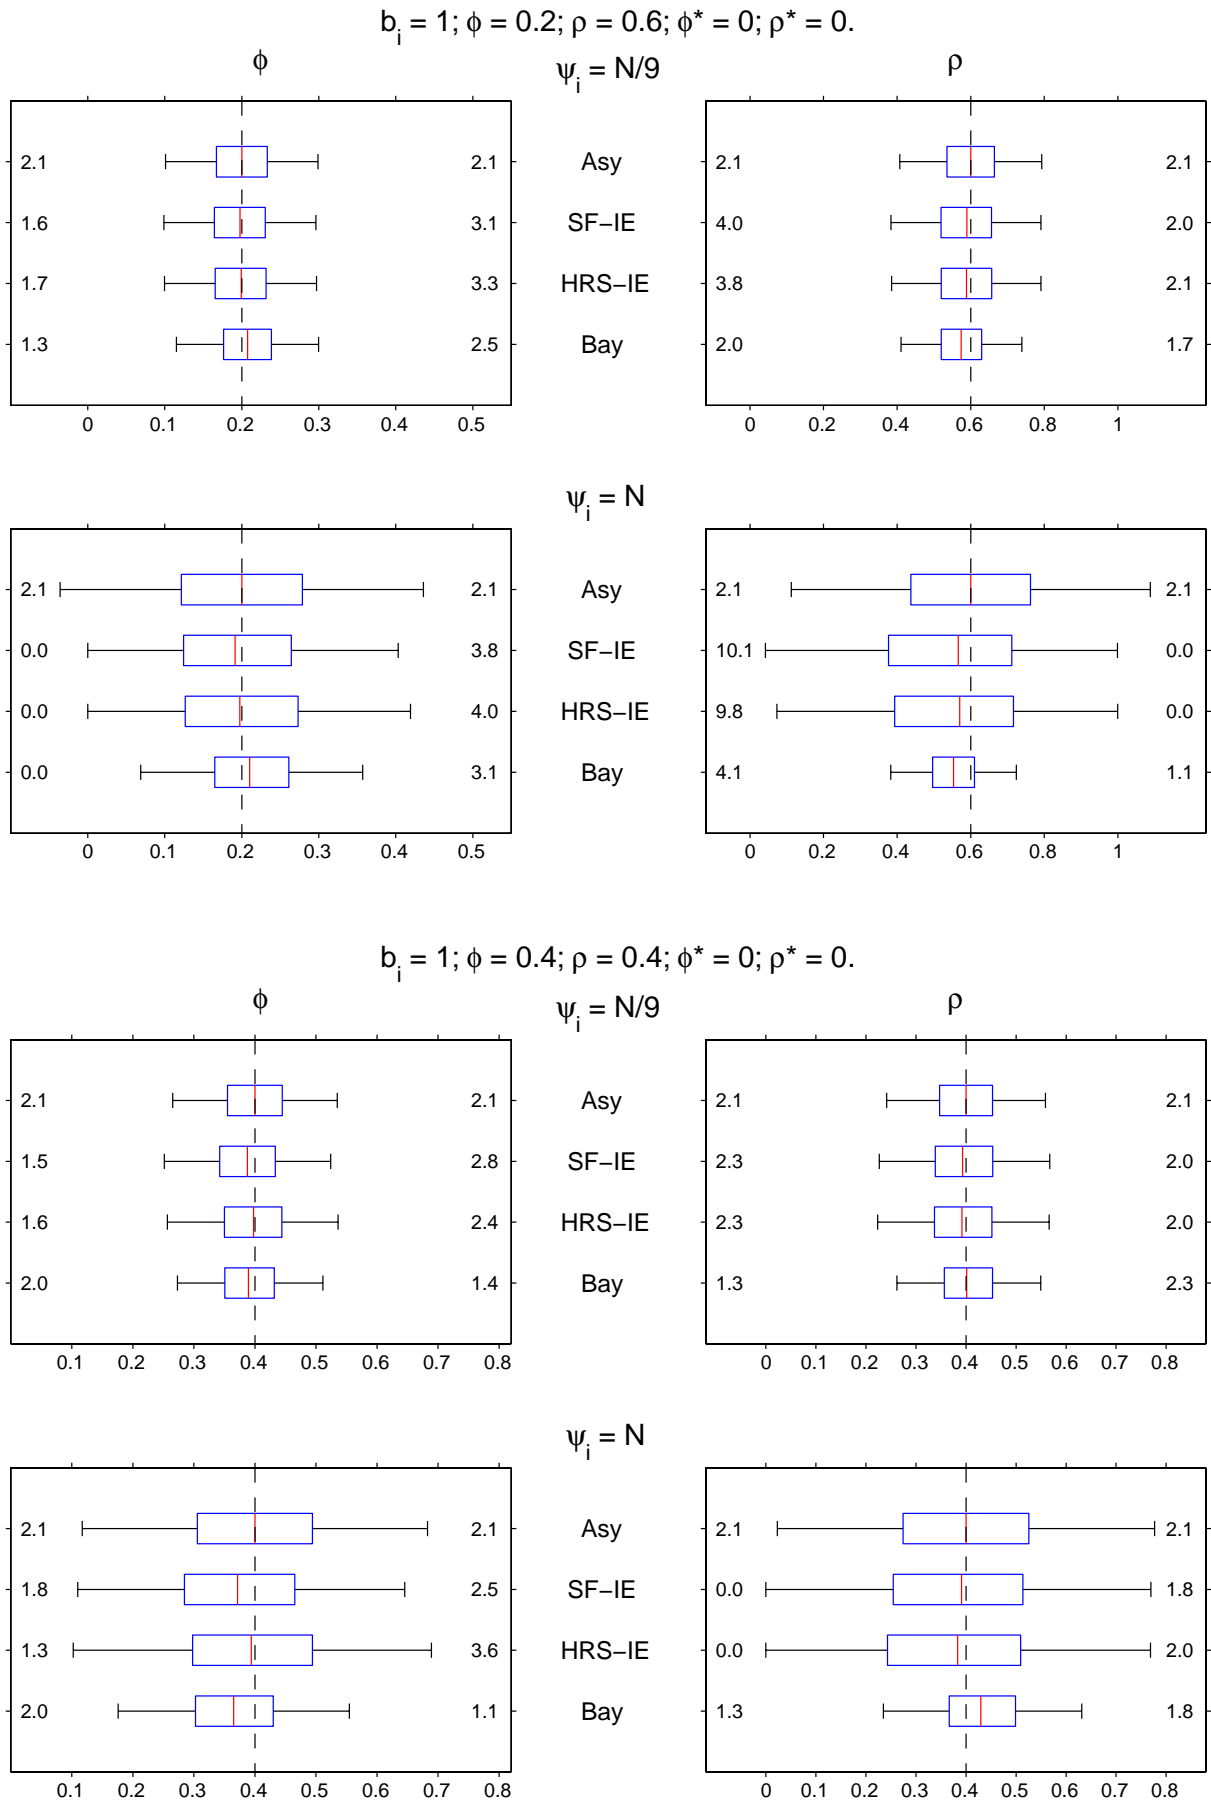 b_i = 1; ϕ = 0.2; ρ = 0.6; ϕ* = 0; ρ* = 0.
ϕ ψ_i = N/9 ρ
2.1 2.1 Asy 2.1 2.1
1.6 3.1 SF−IE 4.0 2.0
1.7 3.3 HRS−IE 3.8 2.1
1.3 2.5 Bay 2.0 1.7
0 0.1 0.2 0.3 0.4 0.5 0 0.2 0.4 0.6 0.8 1
ψ_i = N
2.1 2.1 Asy 2.1 2.1
0.0 3.8 SF−IE 10.1 0.0
0.0 4.0 HRS−IE 9.8 0.0
0.0 3.1 Bay 4.1 1.1
0 0.1 0.2 0.3 0.4 0.5 0 0.2 0.4 0.6 0.8 1
b_i = 1; ϕ = 0.4; ρ = 0.4; ϕ* = 0; ρ* = 0.
ϕ ψ_i = N/9 ρ
2.1 2.1 Asy 2.1 2.1
1.5 2.8 SF−IE 2.3 2.0
1.6 2.4 HRS−IE 2.3 2.0
2.0 1.4 Bay 1.3 2.3
0.1 0.2 0.3 0.4 0.5 0.6 0.7 0.8 0 0.1 0.2 0.3 0.4 0.5 0.6 0.7 0.8
ψ_i = N
2.1 2.1 Asy 2.1 2.1
1.8 2.5 SF−IE 0.0 1.8
1.3 3.6 HRS−IE 0.0 2.0
2.0 1.1 Bay 1.3 1.8
0.1 0.2 0.3 0.4 0.5 0.6 0.7 0.8 0 0.1 0.2 0.3 0.4 0.5 0.6 0.7 0.8